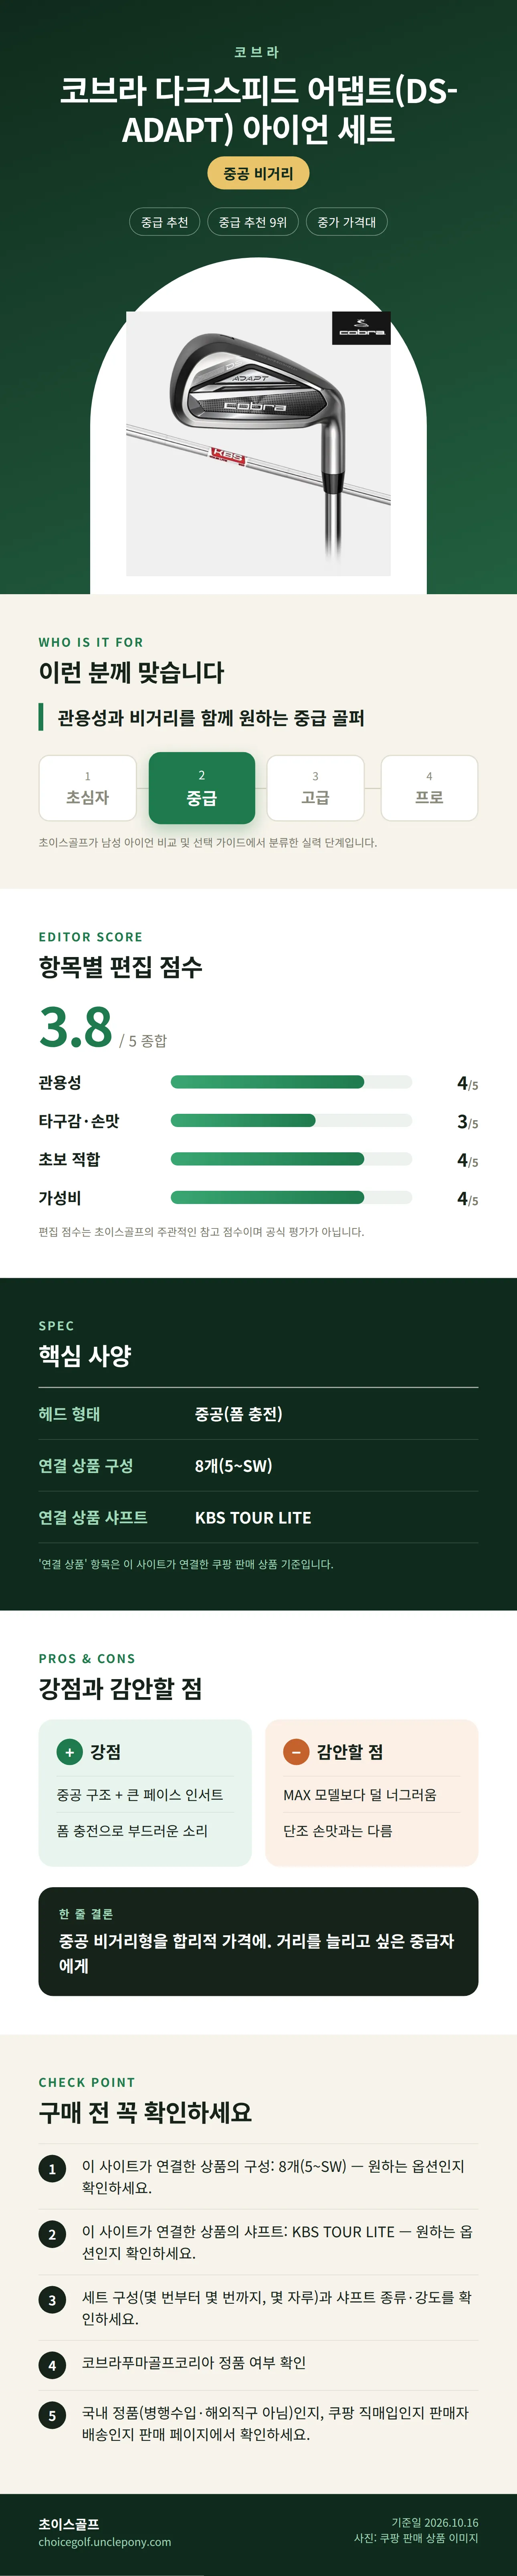 코브라
코브라 다크스피드 어댑트(DS-
ADAPT) 아이언 세트
중공 비거리
중급 추천
중급 추천 9위
중가 가격대
cobra
ADAPT
cobra
KBS
WHO IS IT FOR
이런 분께 맞습니다
관용성과 비거리를 함께 원하는 중급 골퍼
1
초심자
2
중급
3
고급
4
프로
초이스골프가 남성 아이언 비교 및 선택 가이드에서 분류한 실력 단계입니다.
EDITOR SCORE
항목별 편집 점수
3.8 / 5 종합
관용성 4/5
타구감·손맛 3/5
초보 적합 4/5
가성비 4/5
편집 점수는 초이스골프의 주관적인 참고 점수이며 공식 평가가 아닙니다.
SPEC
핵심 사양
헤드 형태 중공(폼 충전)
연결 상품 구성 8개(5~SW)
연결 상품 샤프트 KBS TOUR LITE
'연결 상품' 항목은 이 사이트가 연결한 쿠팡 판매 상품 기준입니다.
PROS & CONS
강점과 감안할 점
+ 강점
중공 구조 + 큰 페이스 인서트
폼 충전으로 부드러운 소리
− 감안할 점
MAX 모델보다 덜 너그러움
단조 손맛과는 다름
한 줄 결론
중공 비거리형을 합리적 가격에. 거리를 늘리고 싶은 중급자
에게
CHECK POINT
구매 전 꼭 확인하세요
1 이 사이트가 연결한 상품의 구성: 8개(5~SW) — 원하는 옵션인지
확인하세요.
2 이 사이트가 연결한 상품의 샤프트: KBS TOUR LITE — 원하는 옵
션인지 확인하세요.
3 세트 구성(몇 번부터 몇 번까지, 몇 자루)과 샤프트 종류·강도를 확
인하세요.
4 코브라푸마골프코리아 정품 여부 확인
5 국내 정품(병행수입·해외직구 아님)인지, 쿠팡 직매입인지 판매자
배송인지 판매 페이지에서 확인하세요.
초이스골프
choicegolf.unclepony.com
기준일 2026.10.16
사진: 쿠팡 판매 상품 이미지